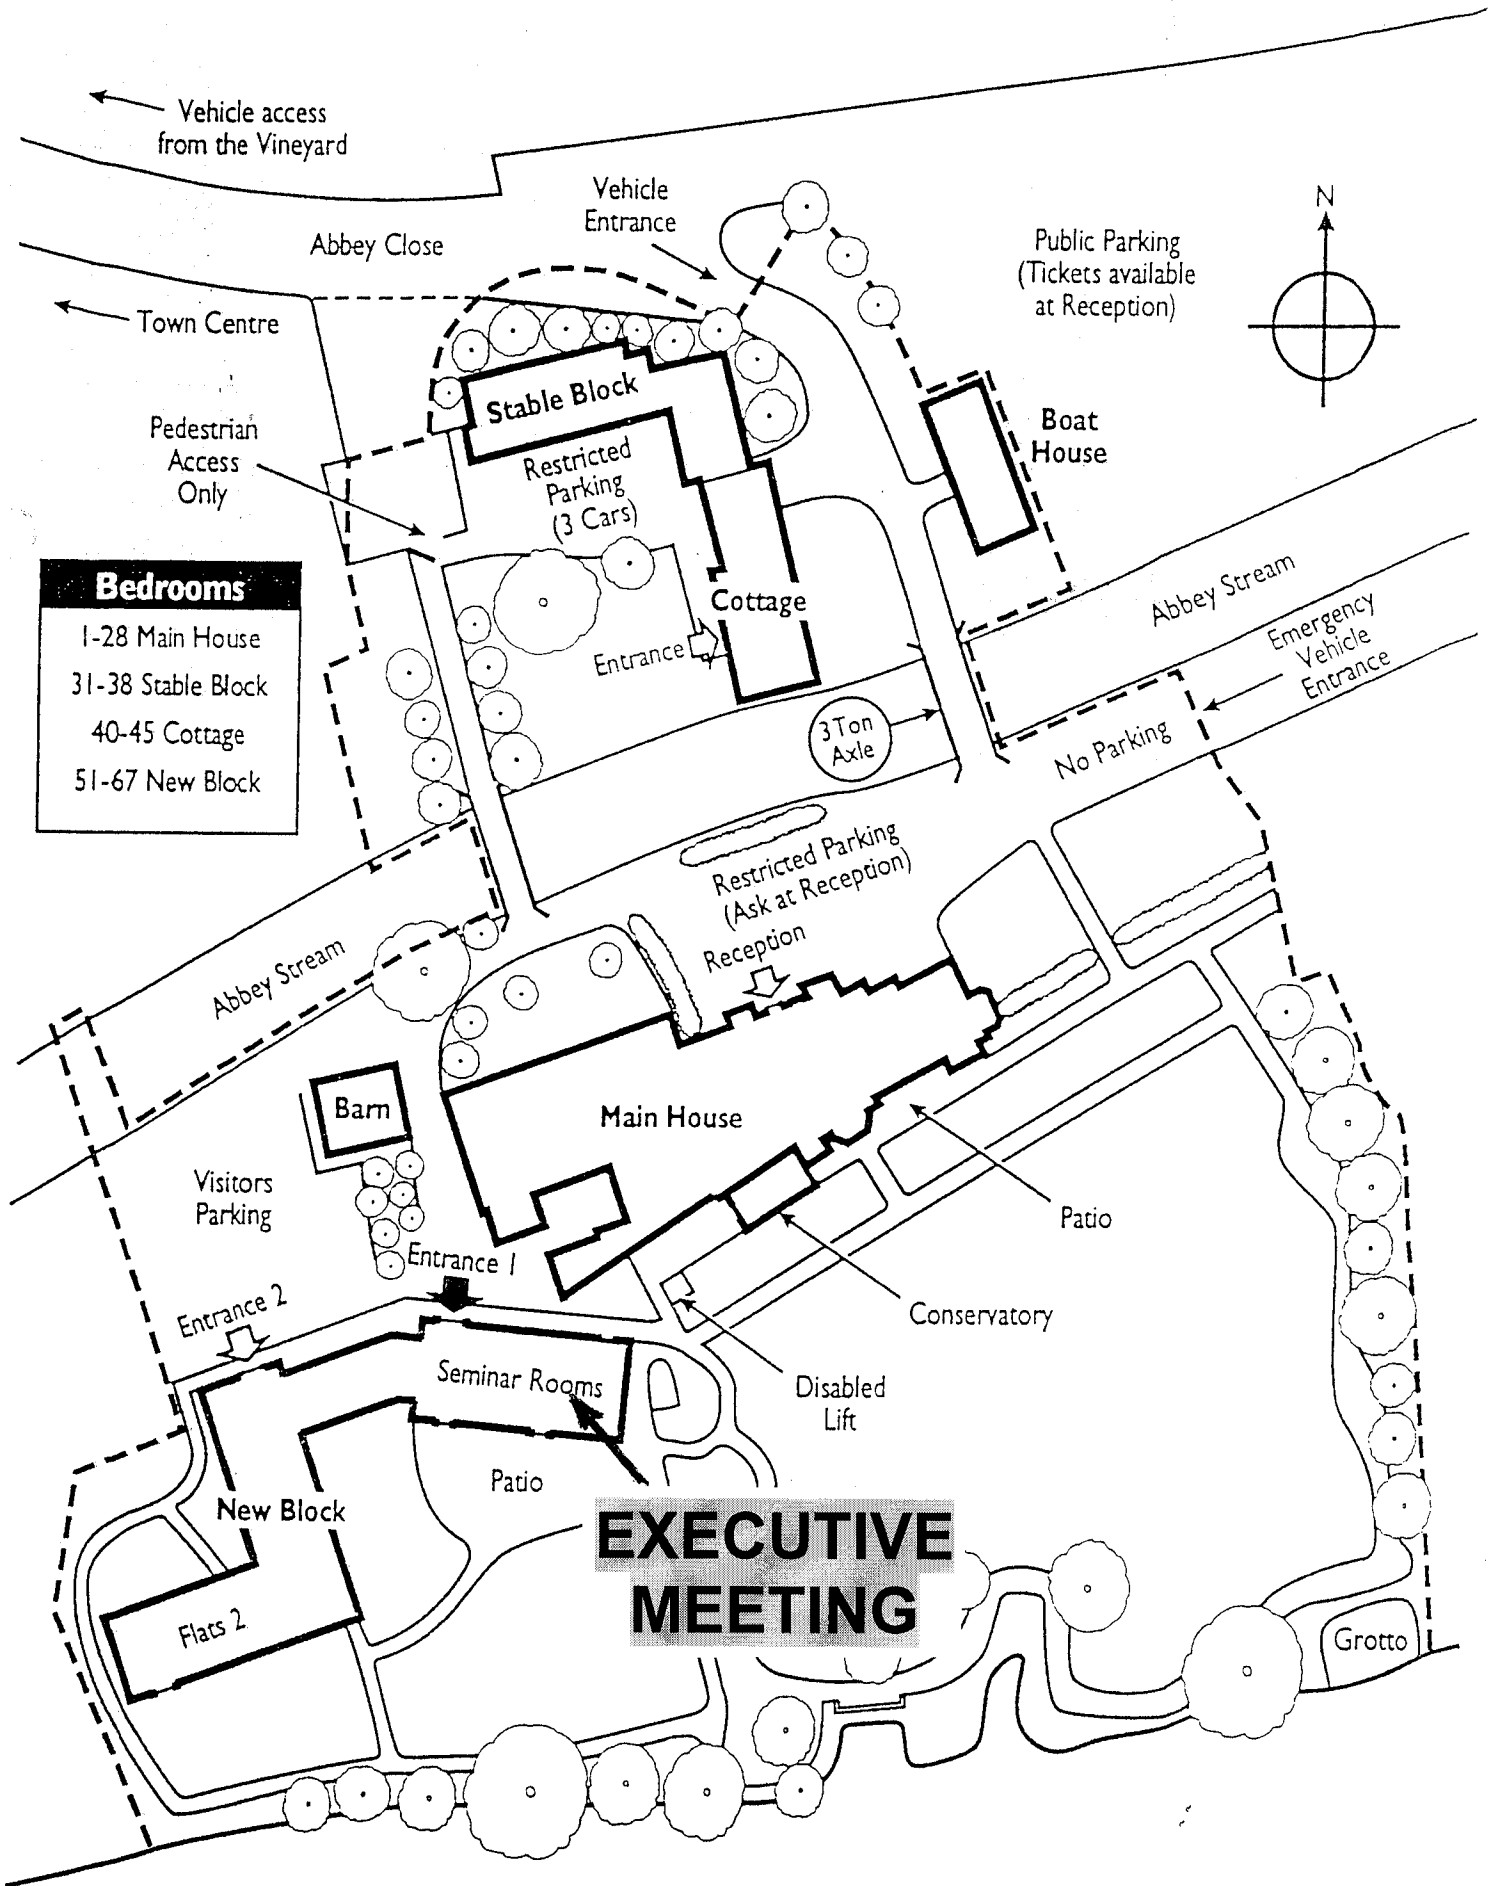 Vehicle access
from the Vineyard
Vehicle
Entrance
N
Abbey Close
Public Parking
(Tickets available
at Reception)
Town Centre
Stable Block
Boat
House
Pedestrian
Access
Only
Restricted
Parking
(3 Cars)
Bedrooms
1-28 Main House
31-38 Stable Block
40-45 Cottage
51-67 New Block
Cottage
Entrance
Abbey Stream
Emergency
Vehicle
Entrance
3 Ton
Axle
No Parking
Restricted Parking
(Ask at Reception)
Reception
Abbey Stream
Barn
Main House
Visitors
Parking
Patio
Entrance 1
Entrance 2
Conservatory
Seminar Rooms
Disabled
Lift
Patio
New Block
EXECUTIVE
MEETING
Flats 2
Grotto